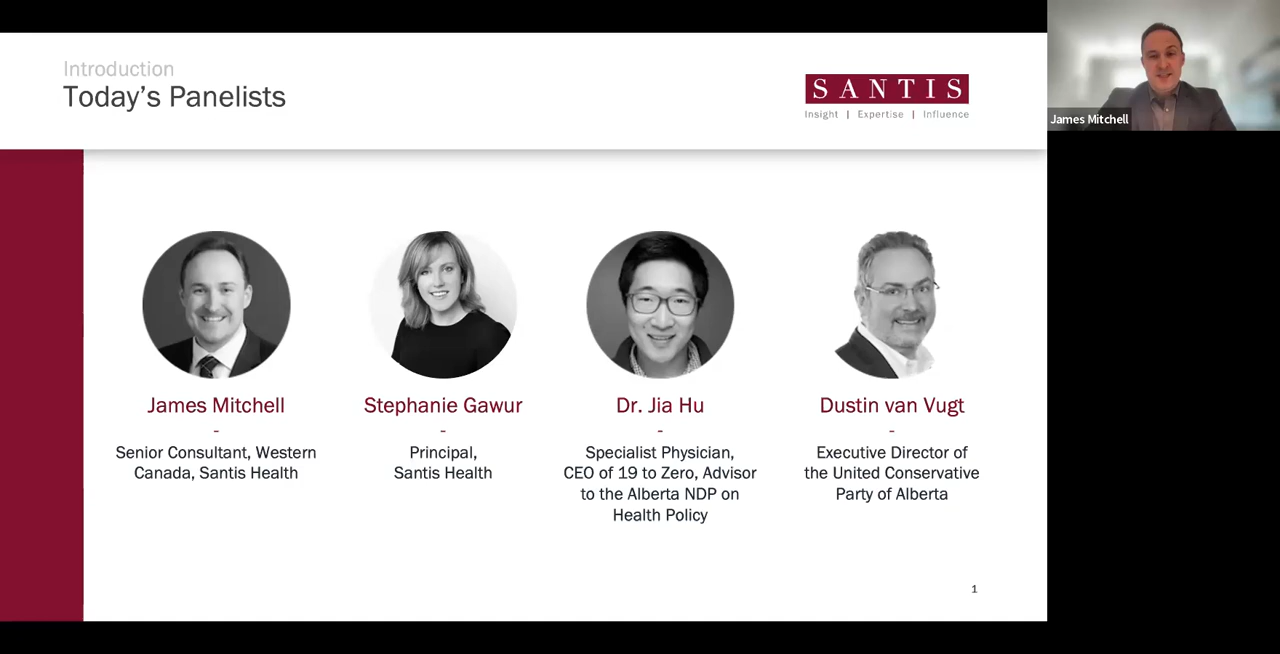 Introduction
Today's Panelists
SANTIS
Insight | Expertise | Influence
James Mitchell
James Mitchell
-
Senior Consultant, Western
Canada, Santis Health
Stephanie Gawur
-
Principal,
Santis Health
Dr. Jia Hu
-
Specialist Physician,
CEO of 19 to Zero, Advisor
to the Alberta NDP on
Health Policy
Dustin van Vugt
-
Executive Director of
the United Conservative
Party of Alberta
1